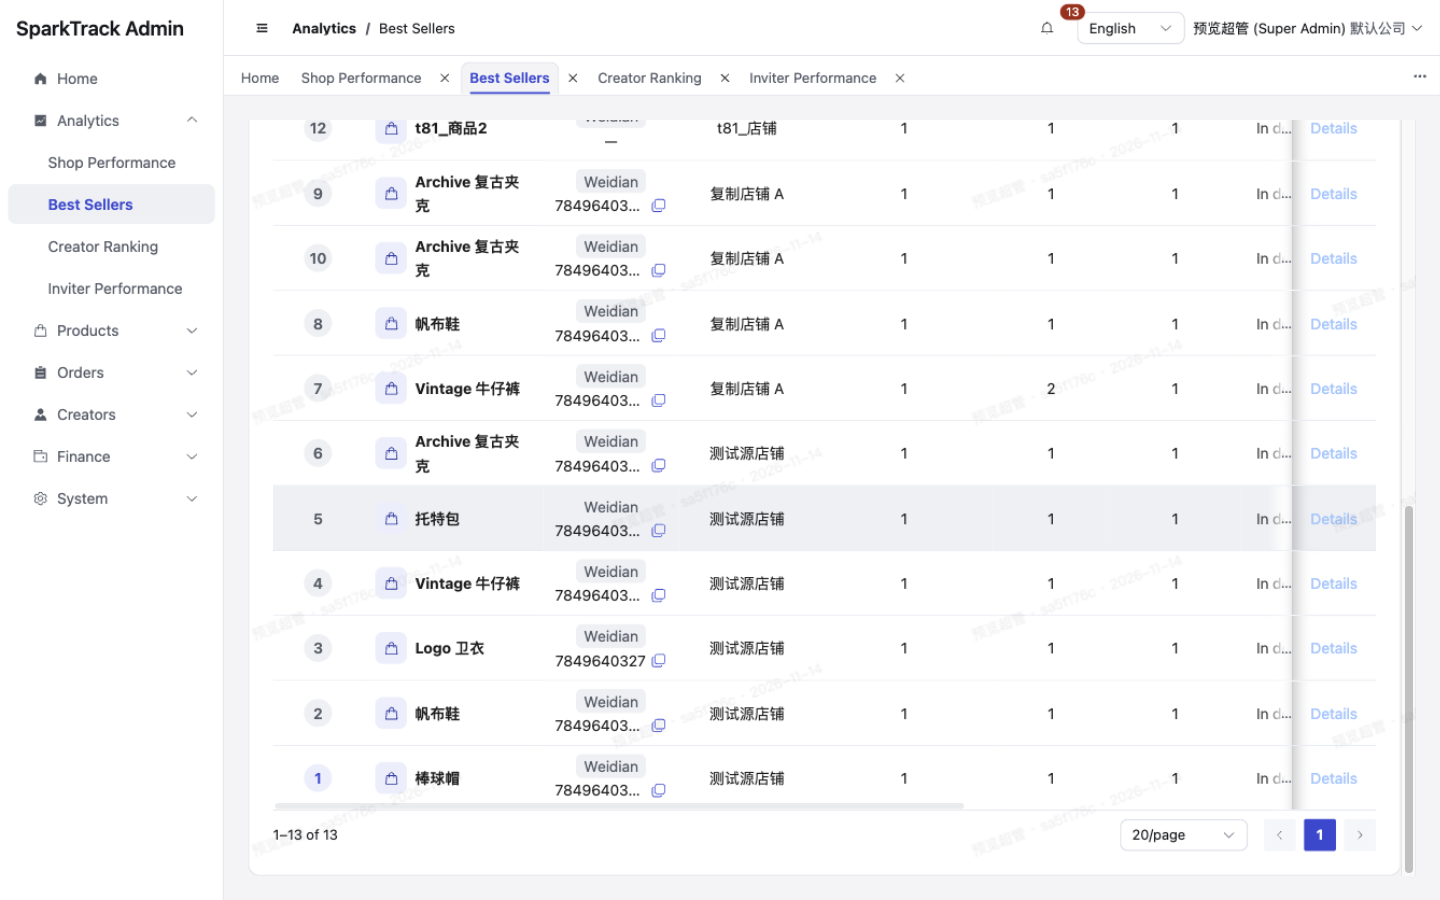 SparkTrack Admin
Analytics / Best Sellers
13
English
预览超管 (Super Admin) 默认公司
Home
Analytics
Shop Performance
Best Sellers
Creator Ranking
Inviter Performance
Products
Orders
Creators
Finance
System
Home
Shop Performance
Best Sellers
Creator Ranking
Inviter Performance
12 t81_商品2 Weidian — t81_店铺 1 1 1 In d... Details
9 Archive 复古夹克 Weidian 78496403... 复制店铺 A 1 1 1 In d... Details
10 Archive 复古夹克 Weidian 78496403... 复制店铺 A 1 1 1 In d... Details
8 帆布鞋 Weidian 78496403... 复制店铺 A 1 1 1 In d... Details
7 Vintage 牛仔裤 Weidian 78496403... 复制店铺 A 1 2 1 In d... Details
6 Archive 复古夹克 Weidian 78496403... 测试源店铺 1 1 1 In d... Details
5 托特包 Weidian 78496403... 测试源店铺 1 1 1 In d... Details
4 Vintage 牛仔裤 Weidian 78496403... 测试源店铺 1 1 1 In d... Details
3 Logo 卫衣 Weidian 7849640327 测试源店铺 1 1 1 In d... Details
2 帆布鞋 Weidian 78496403... 测试源店铺 1 1 1 In d... Details
1 棒球帽 Weidian 78496403... 测试源店铺 1 1 1 In d... Details
1–13 of 13
20/page
1
预览超管 · sa5f176c · 2026-11-14